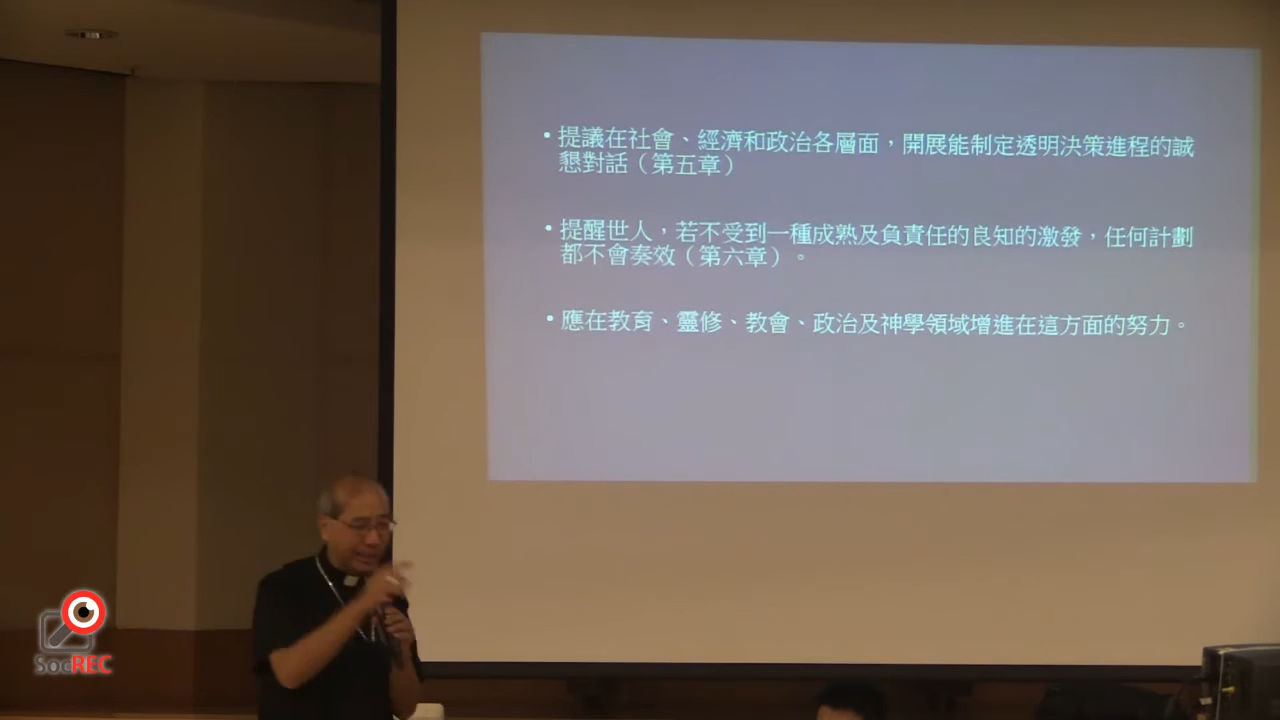 •提議在社會、經濟和政治各層面，開展能制定透明決策進程的誠
懇對話（第五章）
•提醒世人，若不受到一種成熟及負責任的良知的激發，任何計劃
都不會奏效（第六章）。
•應在教育、靈修、教會、政治及神學領域增進在這方面的努力。
SocREC